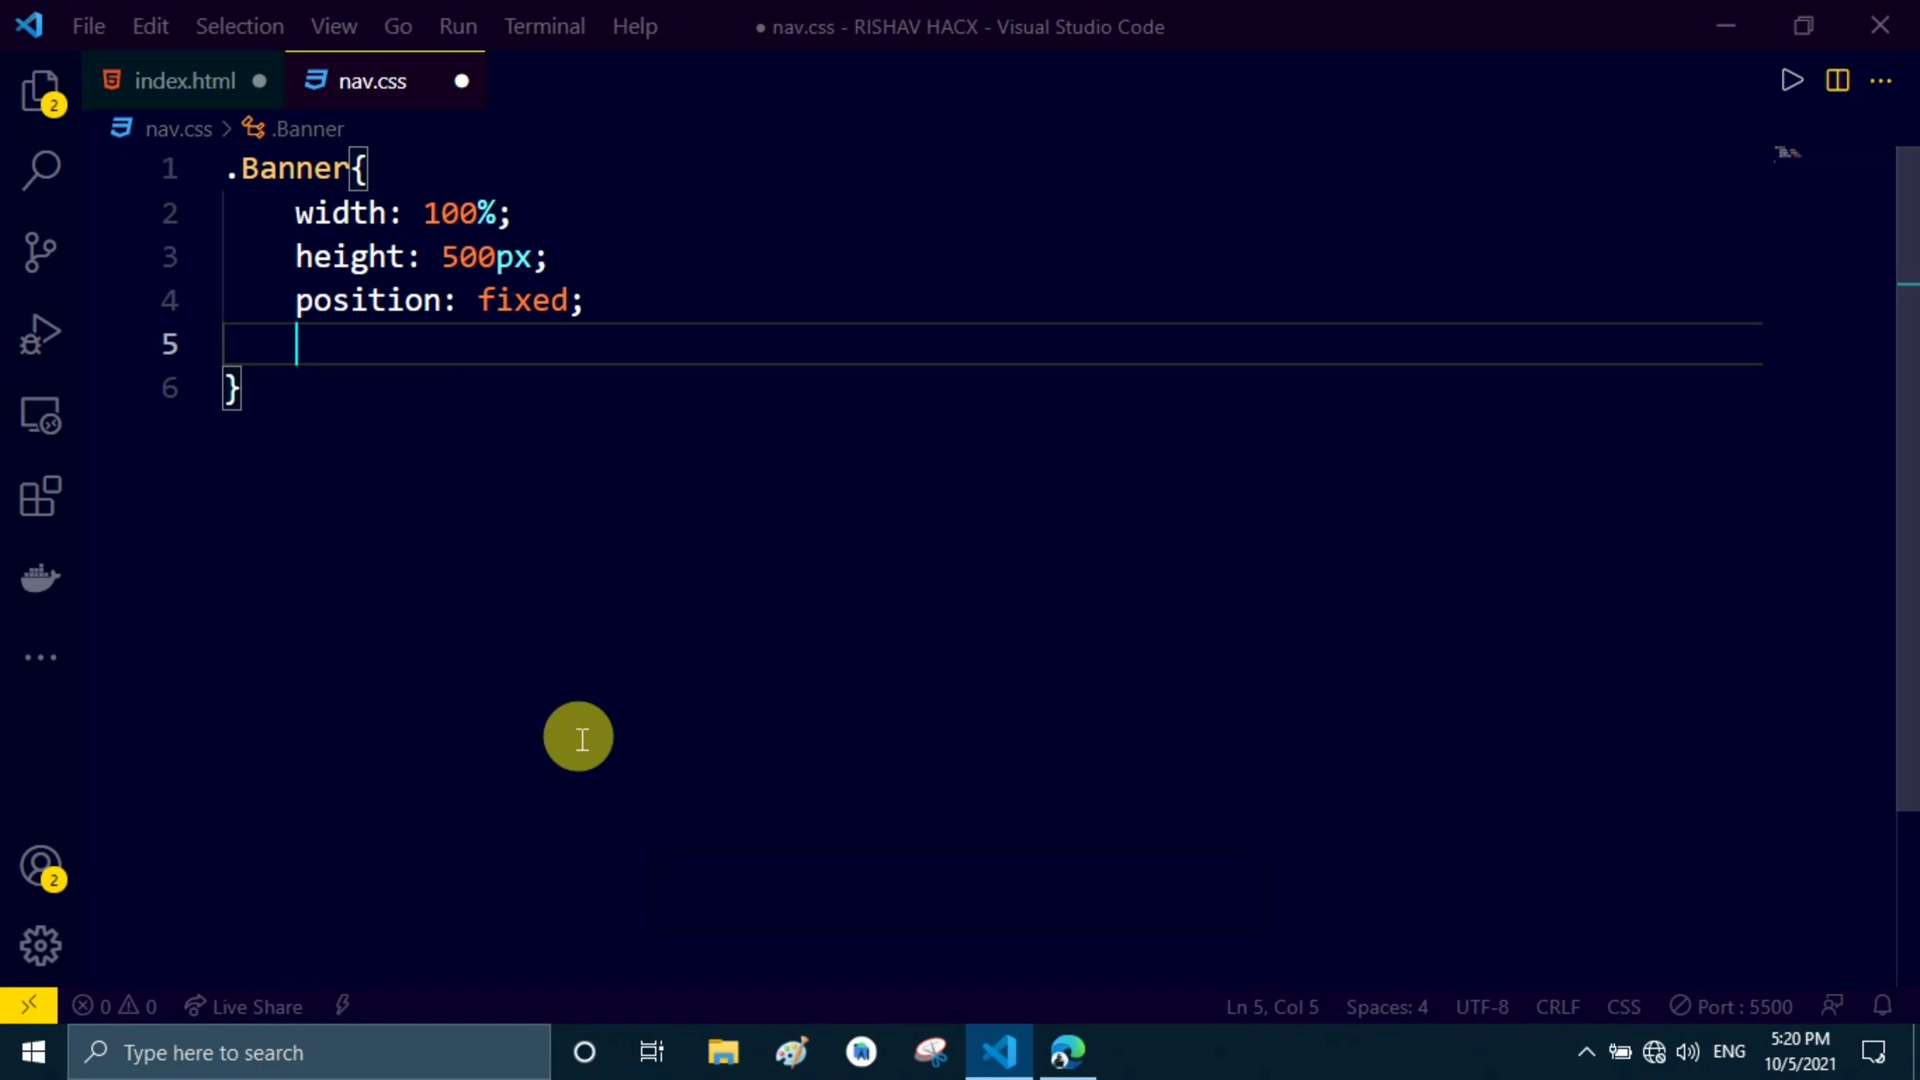 File Edit Selection View Go Run Terminal Help ● nav.css - RISHAV HACX - Visual Studio Code
index.html nav.css
2
nav.css > .Banner
1 .Banner{
2 width: 100%;
3 height: 500px;
4 position: fixed;
5
6 }
2
0 0 Live Share Ln 5, Col 5 Spaces: 4 UTF-8 CRLF CSS Port : 5500
Type here to search ENG 5:20 PM
10/5/2021